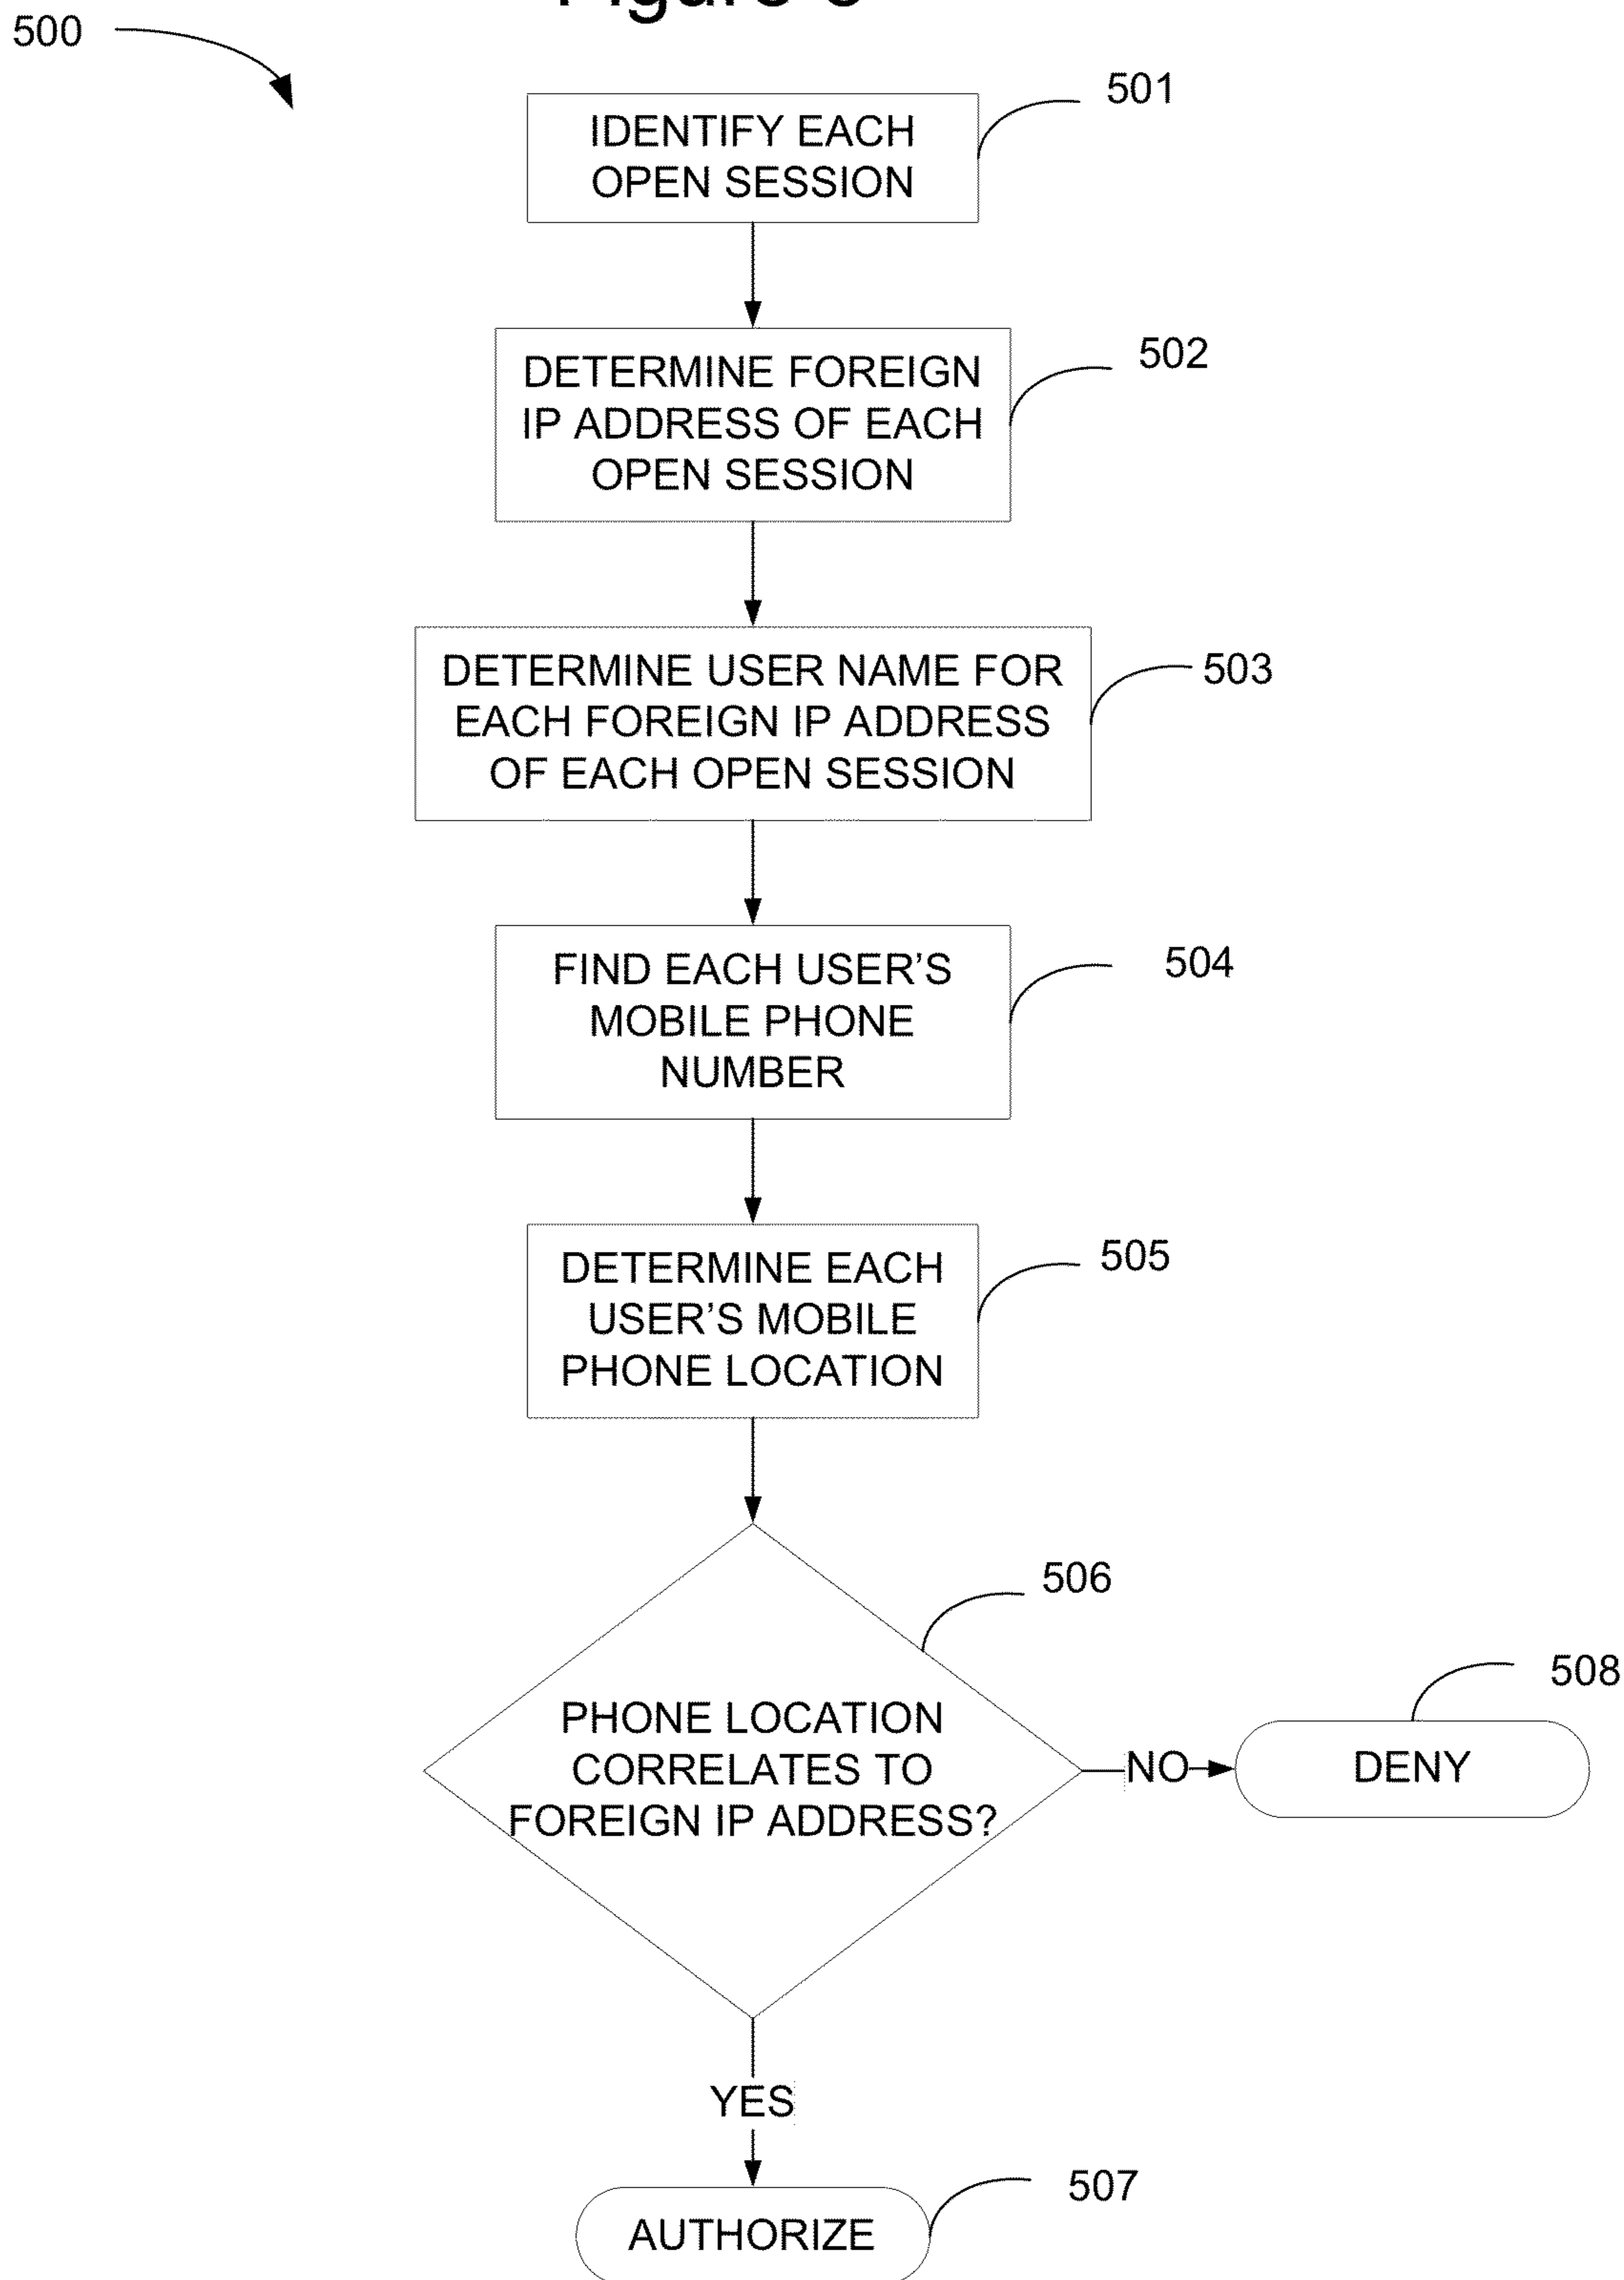 500
501
IDENTIFY EACH
OPEN SESSION
502
DETERMINE FOREIGN
IP ADDRESS OF EACH
OPEN SESSION
503
DETERMINE USER NAME FOR
EACH FOREIGN IP ADDRESS
OF EACH OPEN SESSION
504
FIND EACH USER’S
MOBILE PHONE
NUMBER
505
DETERMINE EACH
USER’S MOBILE
PHONE LOCATION
506
PHONE LOCATION
CORRELATES TO
FOREIGN IP ADDRESS?
NO
508
DENY
YES
507
AUTHORIZE